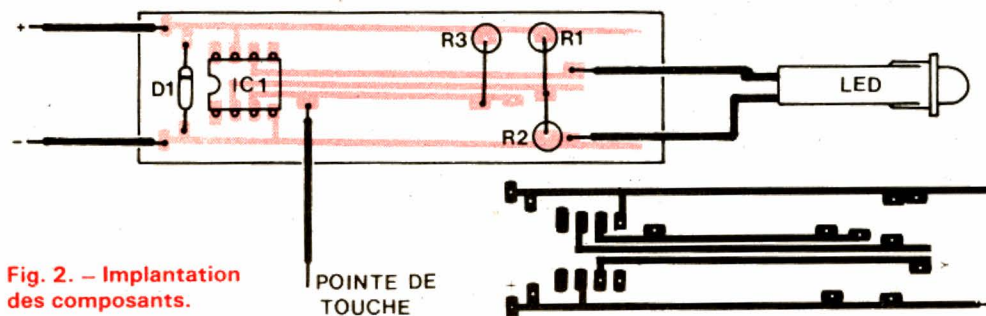 +
R3
R1
D1
IC1
LED
-
R2
Fig. 2. – Implantation
des composants.
POINTE DE
TOUCHE